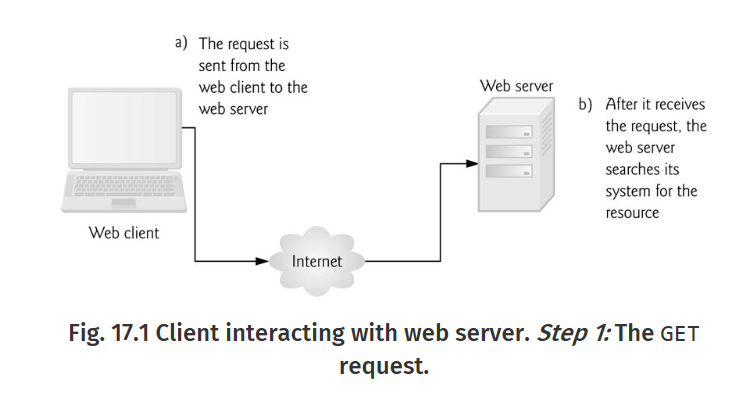 a) The request is
sent from the
web client to the
web server
Web server
b) After it receives
the request, the
web server
searches its
system for the
resource
Web client
Internet
Fig. 17.1 Client interacting with web server. Step 1: The GET
request.